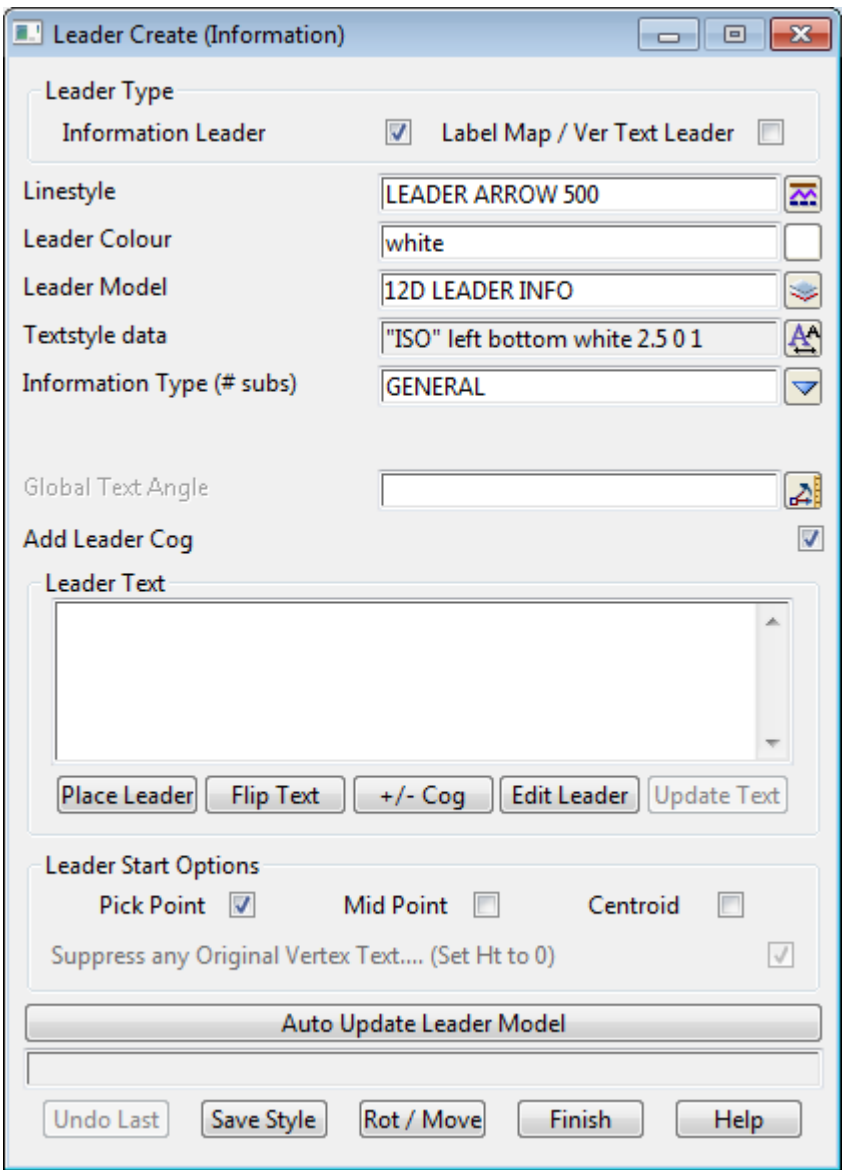 Leader Create (Information)
Leader Type
Information Leader Label Map / Ver Text Leader
Linestyle LEADER ARROW 500
Leader Colour white
Leader Model 12D LEADER INFO
Textstyle data "ISO" left bottom white 2.5 0 1
Information Type (# subs) GENERAL
Global Text Angle
Add Leader Cog
Leader Text
Place Leader Flip Text +/- Cog Edit Leader Update Text
Leader Start Options
Pick Point Mid Point Centroid
Suppress any Original Vertex Text.... (Set Ht to 0)
Auto Update Leader Model
Undo Last Save Style Rot / Move Finish Help